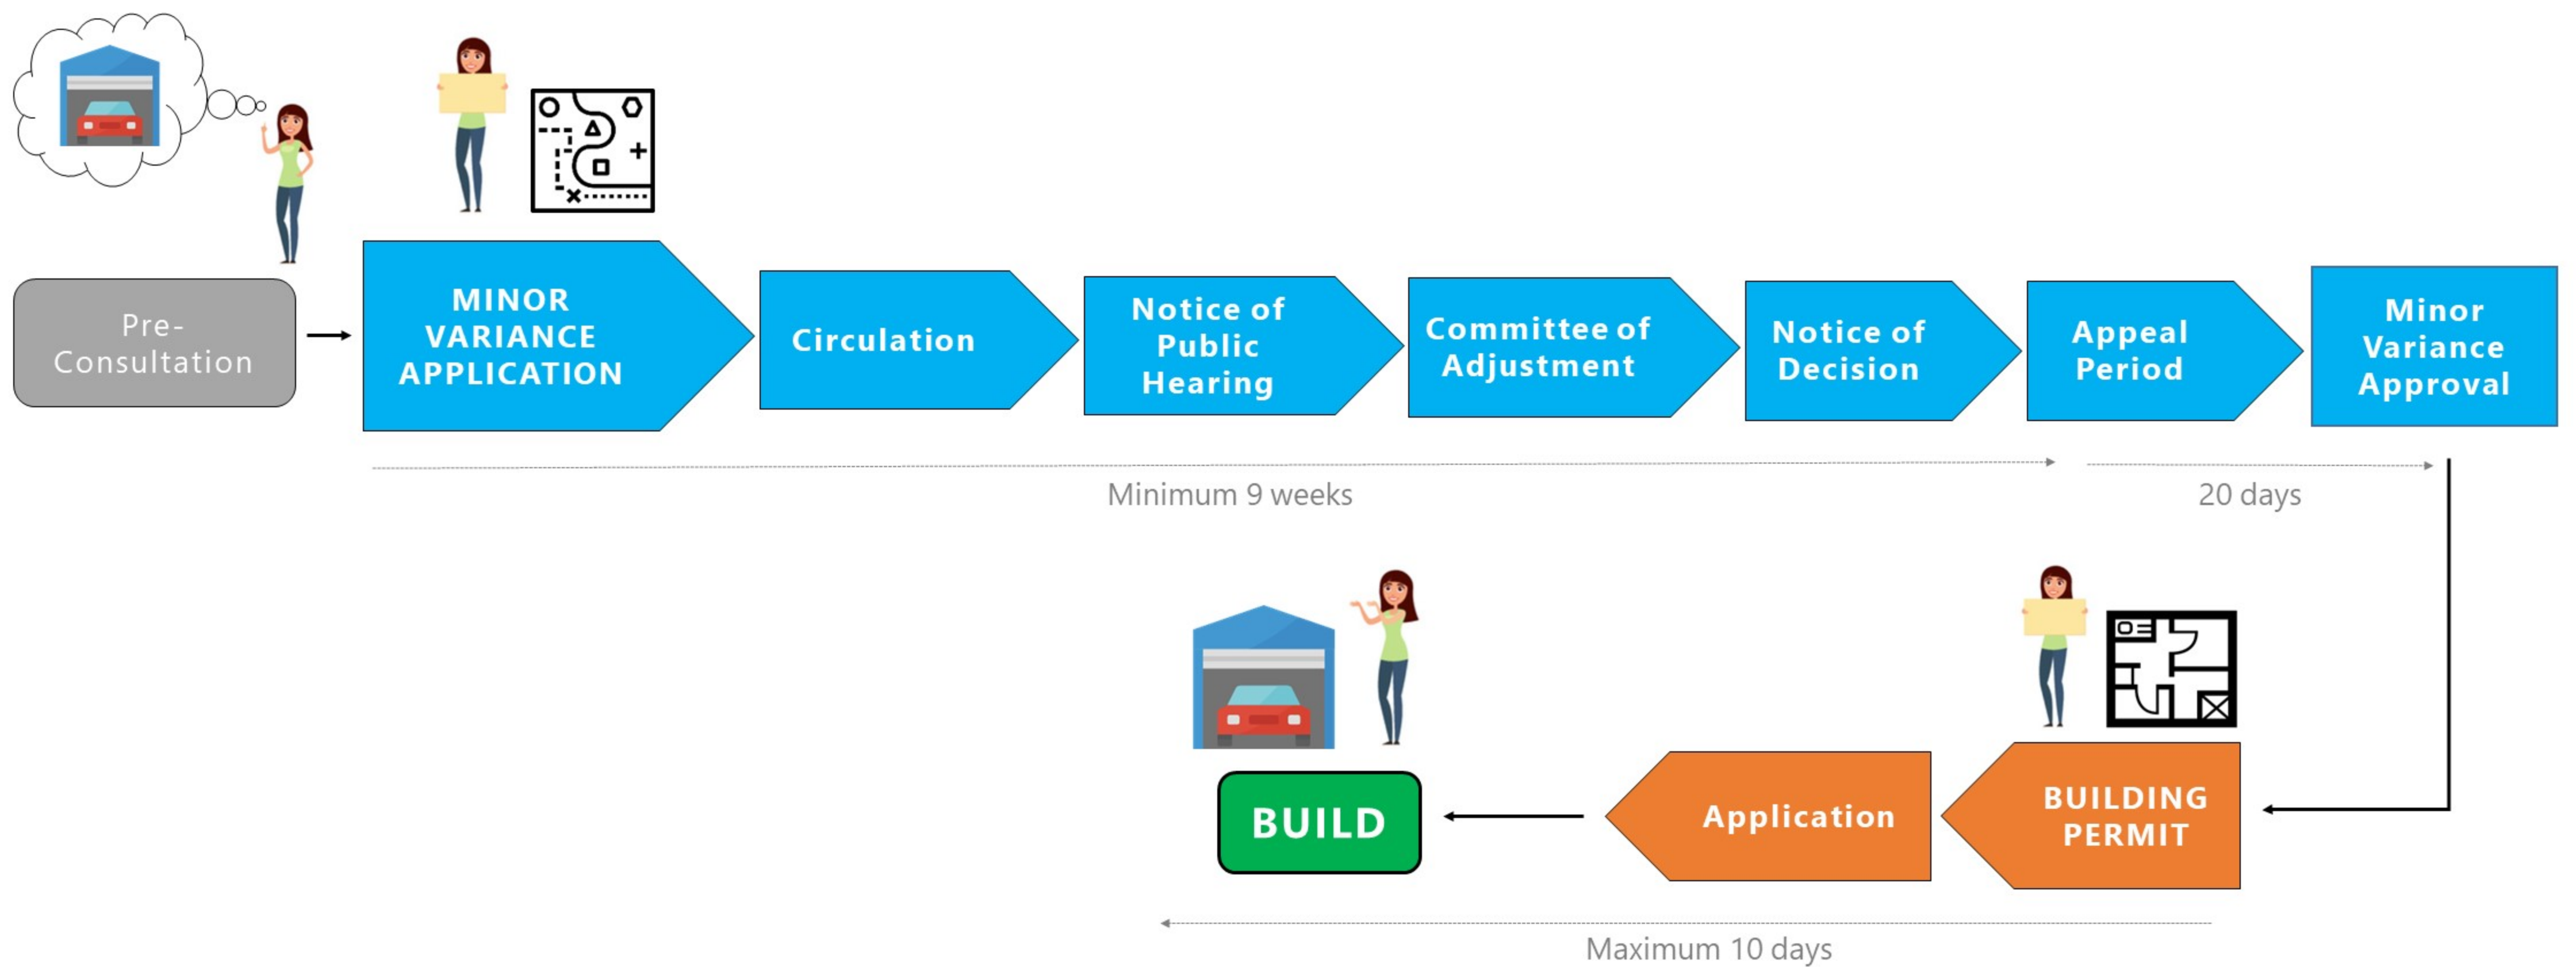 Pre-
Consultation
MINOR
VARIANCE
APPLICATION
Circulation
Notice of
Public
Hearing
Committee of
Adjustment
Notice of
Decision
Appeal
Period
Minor
Variance
Approval
Minimum 9 weeks
20 days
BUILDING
PERMIT
Application
BUILD
Maximum 10 days